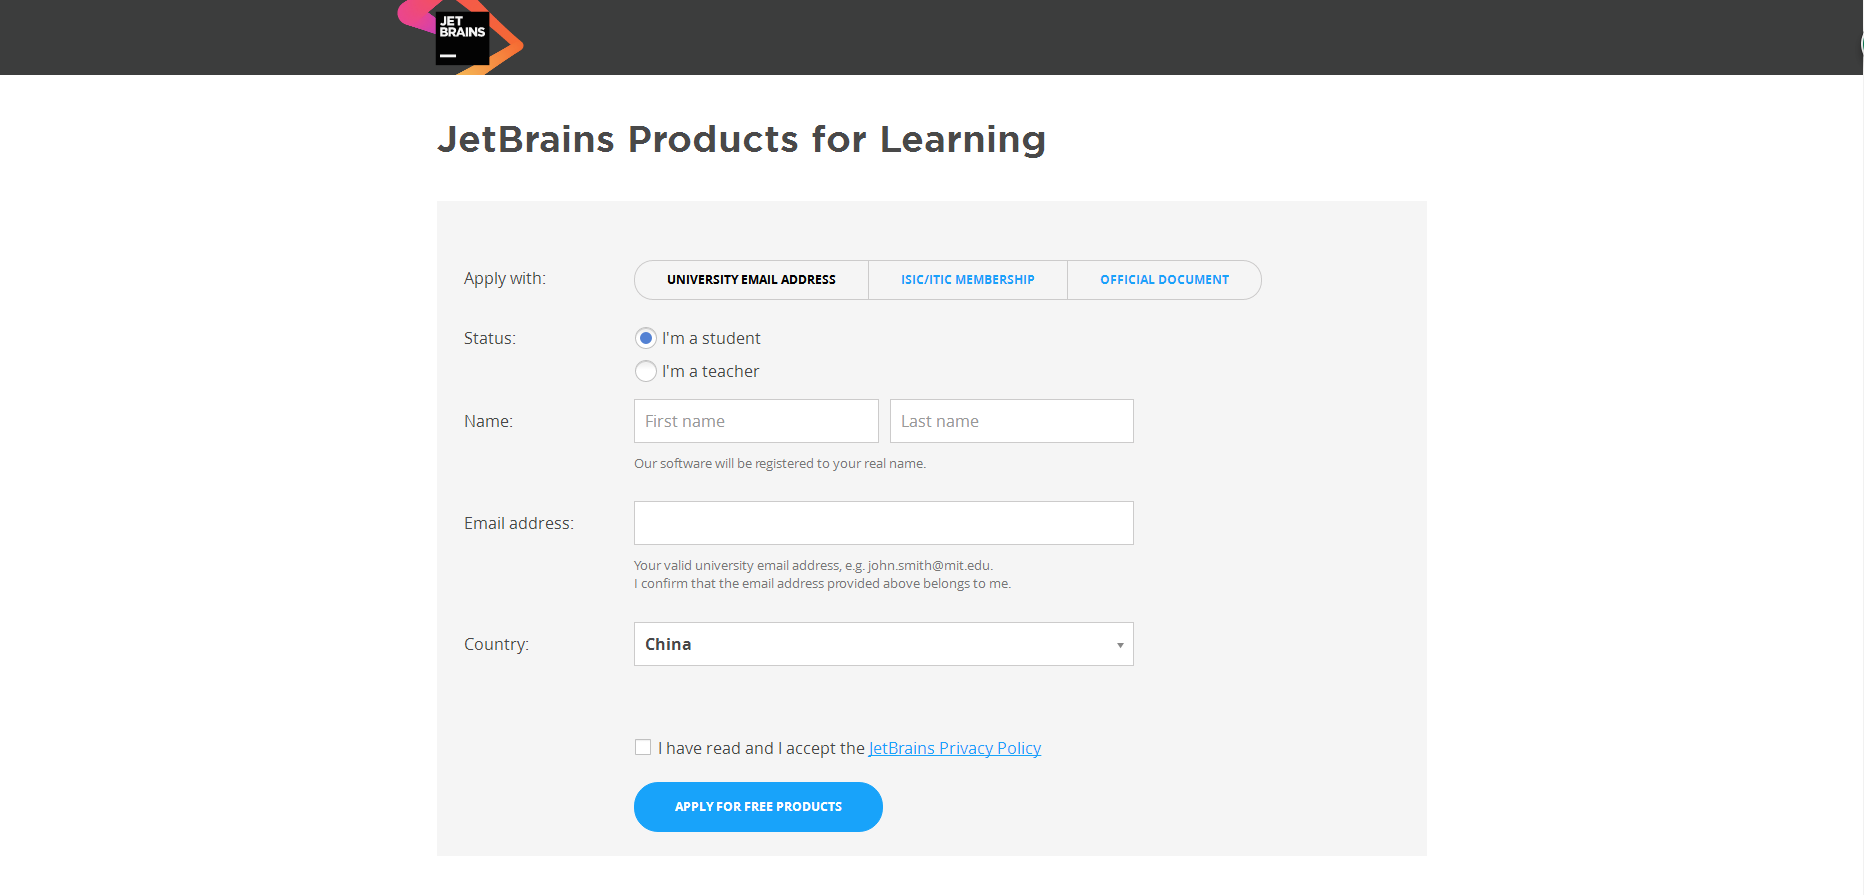 JET
BRAINS
JetBrains Products for Learning
Apply with:
UNIVERSITY EMAIL ADDRESS
ISIC/ITIC MEMBERSHIP
OFFICIAL DOCUMENT
Status:
I'm a student
I'm a teacher
Name:
First name
Last name
Our software will be registered to your real name.
Email address:
Your valid university email address, e.g. john.smith@mit.edu.
I confirm that the email address provided above belongs to me.
Country:
China
I have read and I accept the JetBrains Privacy Policy
APPLY FOR FREE PRODUCTS